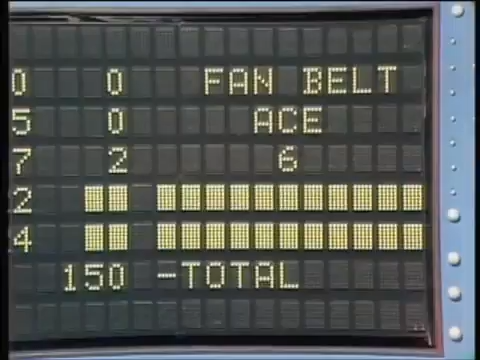 0 0 FAN BELT
5 0 ACE
7 2 6
2
4
150 -TOTAL